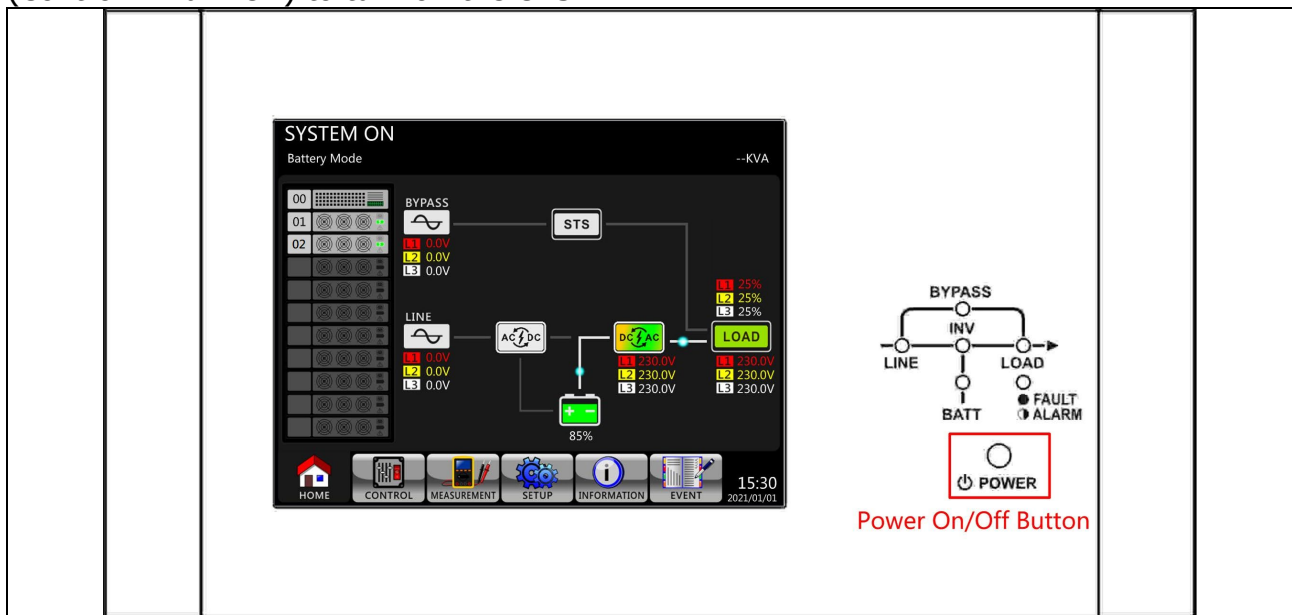 SYSTEM ON
Battery Mode --KVA
00
01
02
BYPASS
L1 0.0V
L2 0.0V
L3 0.0V
STS
LINE
L1 0.0V
L2 0.0V
L3 0.0V
AC DC
DC AC
L1 230.0V
L2 230.0V
L3 230.0V
L1 25%
L2 25%
L3 25%
LOAD
L1 230.0V
L2 230.0V
L3 230.0V
+ -
85%
HOME CONTROL MEASUREMENT SETUP INFORMATION EVENT
15:30
2021/01/01
BYPASS
INV
LINE LOAD
BATT
FAULT
ALARM
POWER
Power On/Off Button